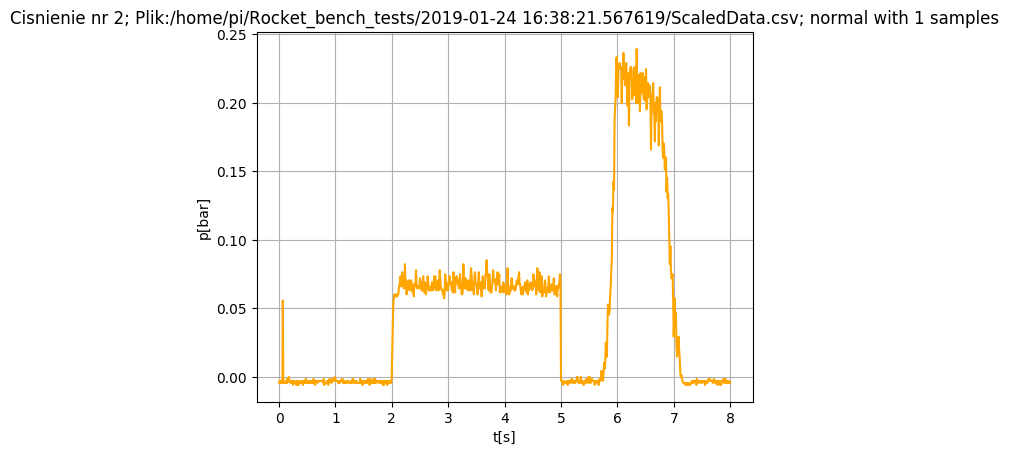 Cisnienie nr 2; Plik:/home/pi/Rocket_bench_tests/2019-01-24 16:38:21.567619/ScaledData.csv; normal with 1 samples
0.25
0.20
0.15
0.10
0.05
0.00
p[bar]
0 1 2 3 4 5 6 7 8
t[s]